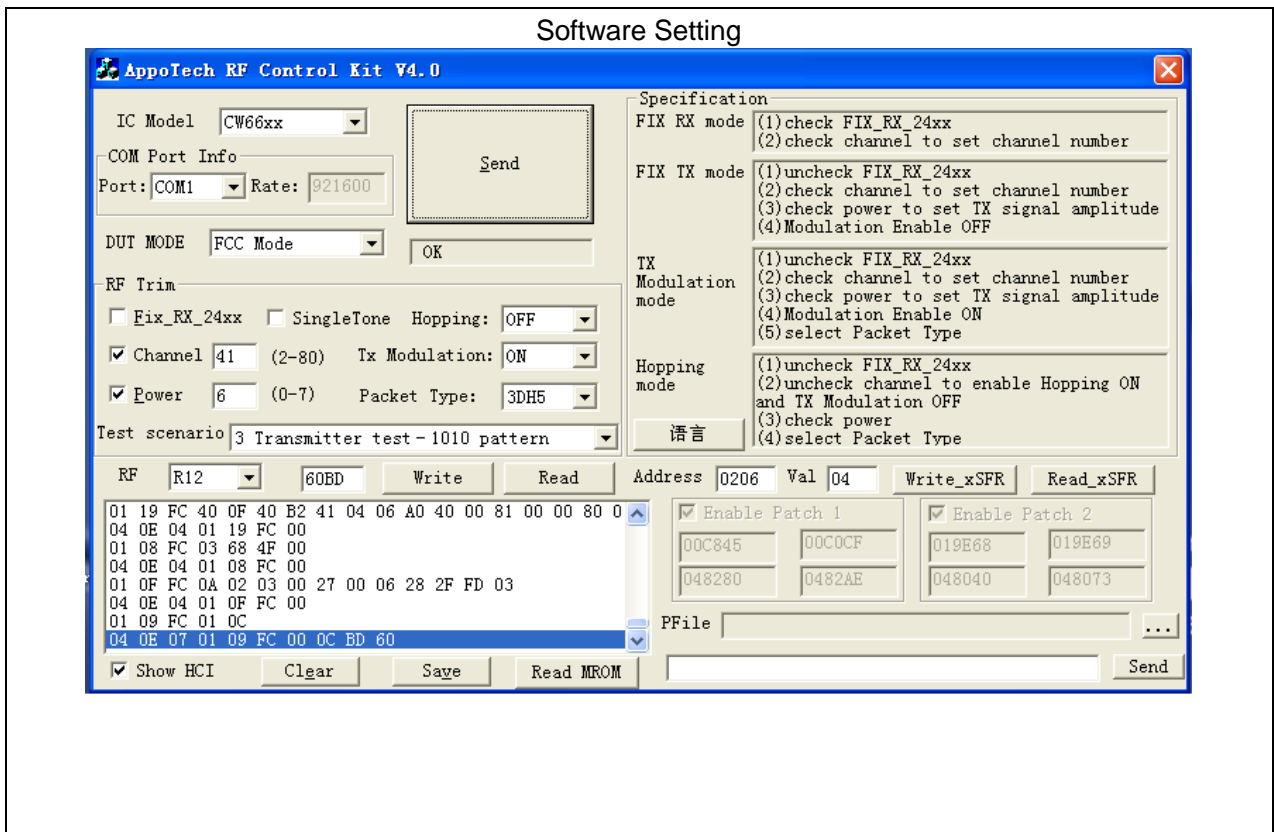 Software Setting
AppoTech RF Control Kit V4.0
IC Model CW66xx
COM Port Info
Port: COM1 Rate: 921600
Send
DUT MODE FCC Mode
OK
RF Trim
Fix_RX_24xx SingleTone Hopping: OFF
Channel 41 (2-80) Tx Modulation: ON
Power 6 (0-7) Packet Type: 3DH5
Test scenario 3 Transmitter test-1010 pattern
Specification
FIX RX mode (1)check FIX_RX_24xx
(2)check channel to set channel number
FIX TX mode (1)uncheck FIX_RX_24xx
(2)check channel to set channel number
(3)check power to set TX signal amplitude
(4)Modulation Enable OFF
TX Modulation mode (1)uncheck FIX_RX_24xx
(2)check channel to set channel number
(3)check power to set TX signal amplitude
(4)Modulation Enable ON
(5)select Packet Type
Hopping mode (1)uncheck FIX_RX_24xx
(2)uncheck channel to enable Hopping ON
and TX Modulation OFF
(3)check power
(4)select Packet Type
语言
RF R12 60BD Write Read
Address 0206 Val 04 Write_xSFR Read_xSFR
01 19 FC 40 0F 40 B2 41 04 06 A0 40 00 81 00 00 80 0
04 0E 04 01 19 FC 00
01 08 FC 03 68 4F 00
04 0E 04 01 08 FC 00
01 0F FC 0A 02 03 00 27 00 06 28 2F FD 03
04 0E 04 01 0F FC 00
01 09 FC 01 0C
04 0E 07 01 09 FC 00 0C BD 60
Enable Patch 1 Enable Patch 2
00C845 00C0CF 019E68 019E69
048280 0482AE 048040 048073
PFile ...
Show HCI Clear Save Read MROM
Send